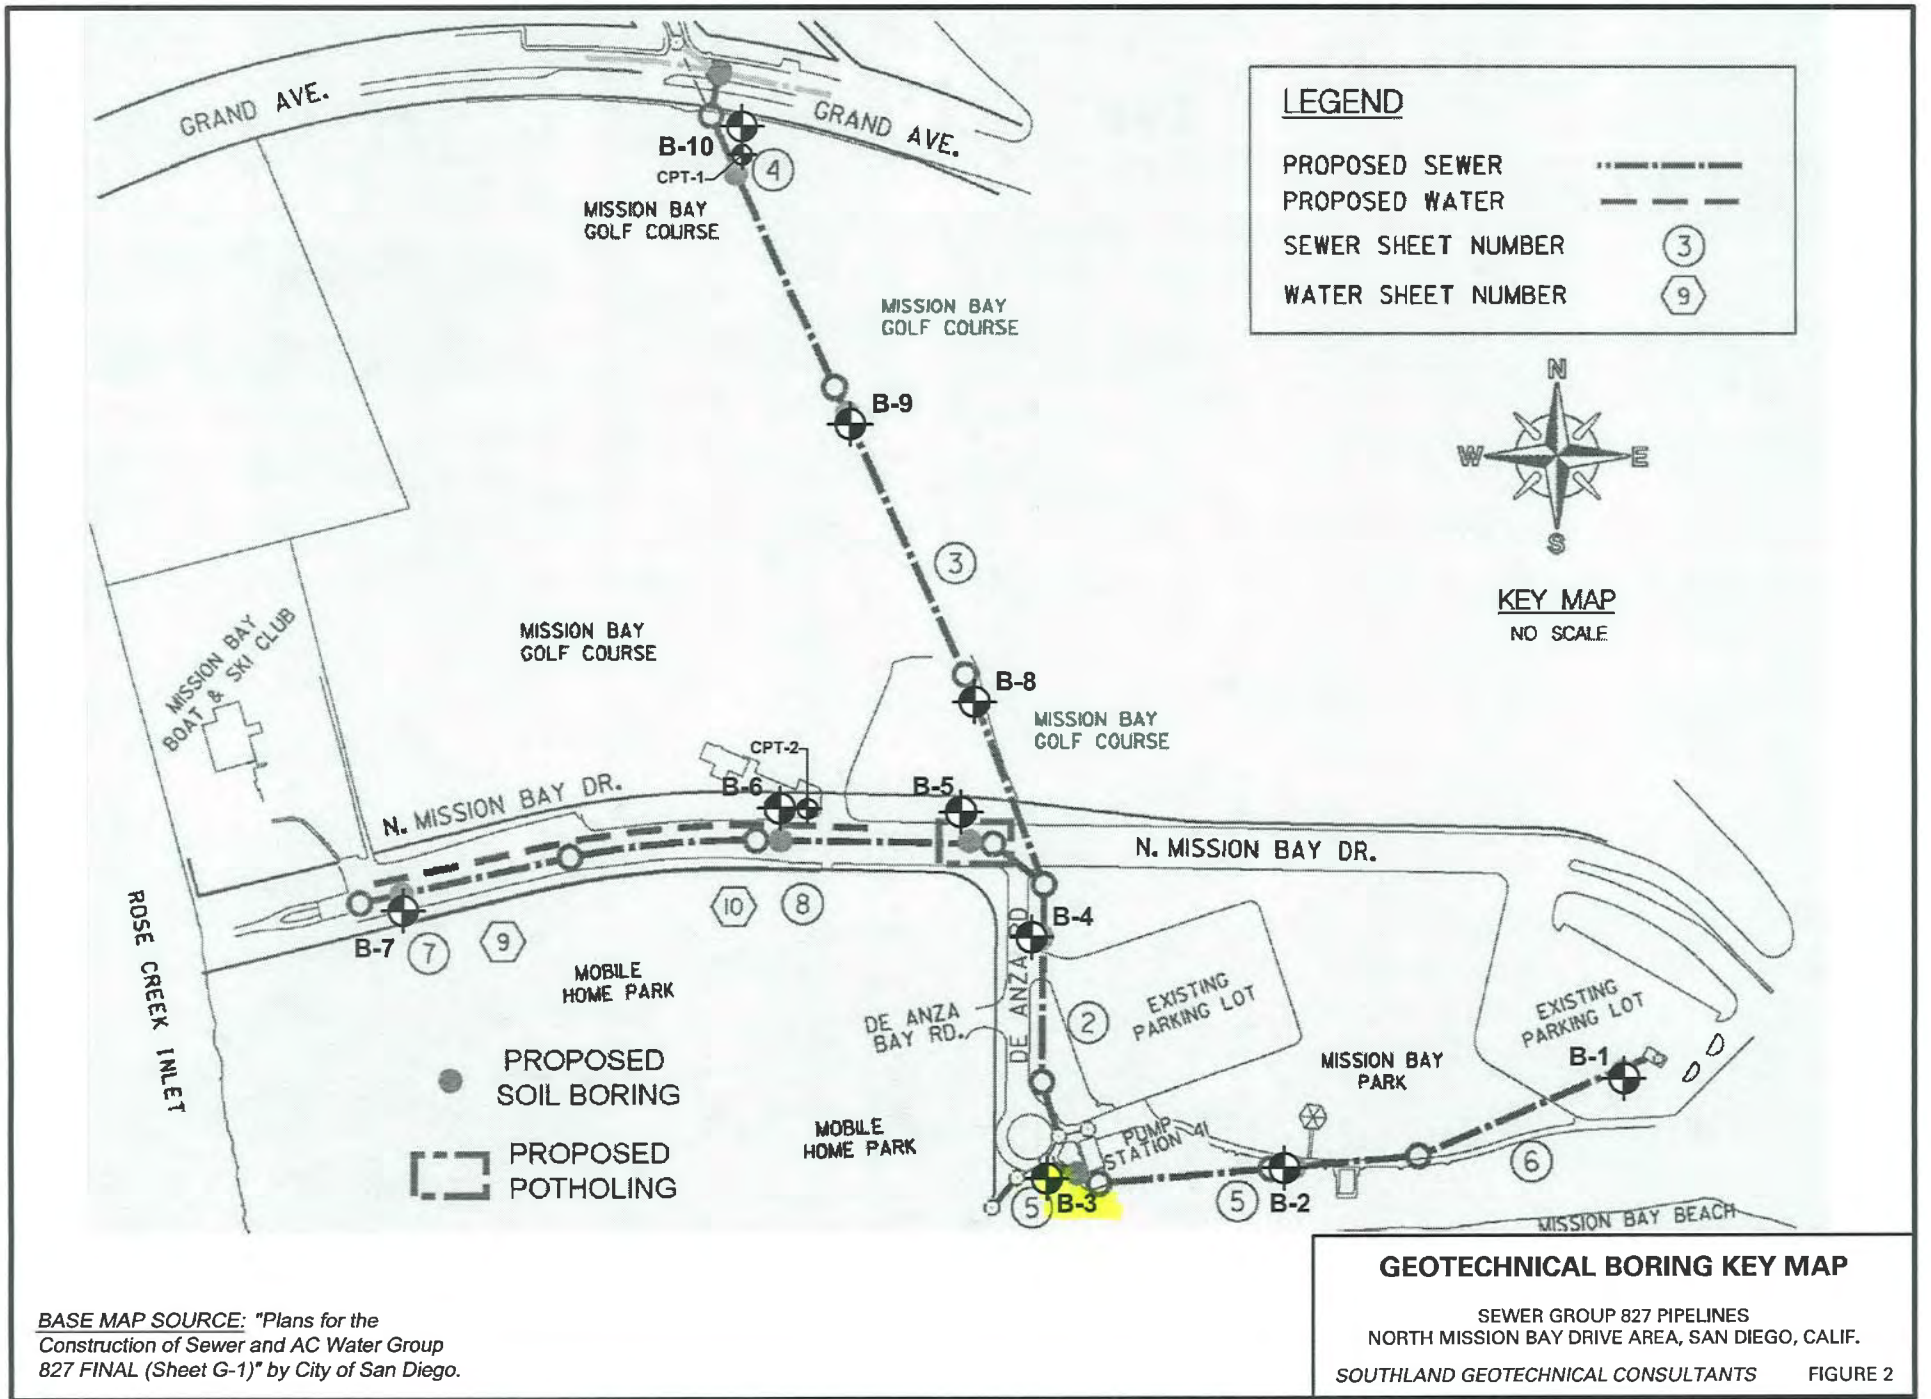 GRAND AVE.
GRAND AVE.
B-10
CPT-1
4
MISSION BAY
GOLF COURSE
LEGEND
PROPOSED SEWER
PROPOSED WATER
SEWER SHEET NUMBER
3
WATER SHEET NUMBER
9
MISSION BAY
GOLF COURSE
B-9
N
W
E
S
KEY MAP
NO SCALE
3
MISSION BAY
GOLF COURSE
MISSION BAY
BOAT & SKI CLUB
B-8
MISSION BAY
GOLF COURSE
CPT-2
B-6
B-5
N. MISSION BAY DR.
N. MISSION BAY DR.
B-7
7
9
10
8
B-4
DE ANZA RD
ROSE CREEK INLET
MOBILE
HOME PARK
DE ANZA
BAY RD.
2
EXISTING
PARKING LOT
EXISTING
PARKING LOT
B-1
MISSION BAY
PARK
PROPOSED
SOIL BORING
PROPOSED
POTHOLING
MOBILE
HOME PARK
PUMP
STATION 41
5
B-3
5
B-2
6
MISSION BAY BEACH
GEOTECHNICAL BORING KEY MAP
SEWER GROUP 827 PIPELINES
NORTH MISSION BAY DRIVE AREA, SAN DIEGO, CALIF.
SOUTHLAND GEOTECHNICAL CONSULTANTS FIGURE 2
BASE MAP SOURCE: "Plans for the
Construction of Sewer and AC Water Group
827 FINAL (Sheet G-1)" by City of San Diego.